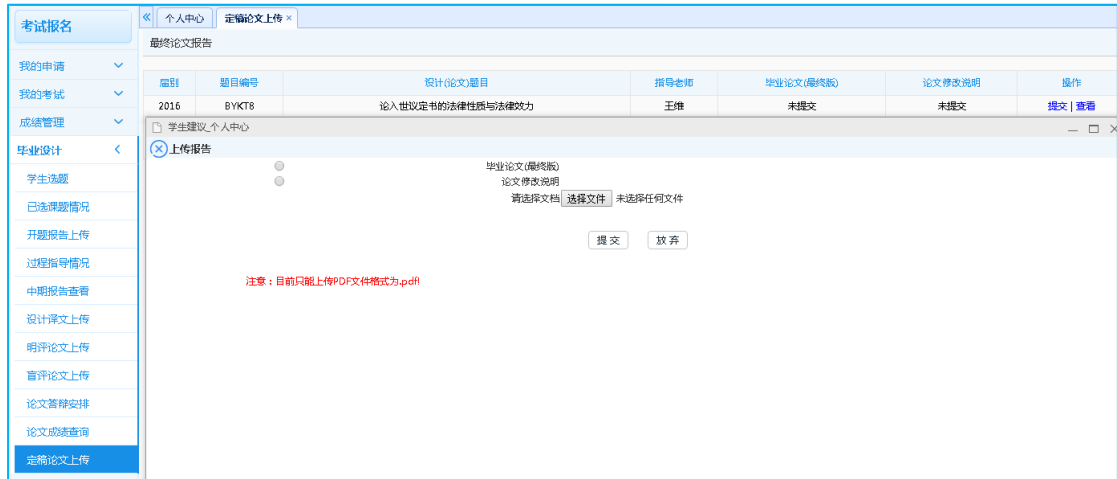 考试报名
我的申请
我的考试
成绩管理
毕业设计
学生选题
已选课题情况
开题报告上传
过程指导情况
中期报告查看
设计译文上传
明评论文上传
盲评论文上传
论文答辩安排
论文成绩查询
定稿论文上传
个人中心 定稿论文上传
最终论文报告
届别 题目编号 设计(论文)题目 指导老师 毕业论文(最终版) 论文修改说明 操作
2016 BYKT8 论入世议定书的法律性质与法律效力 王维 未提交 未提交 提交 | 查看
学生建议_个人中心
上传报告
毕业论文(最终版)
论文修改说明
请选择文档 选择文件 未选择任何文件
提交 放弃
注意：目前只能上传PDF文件格式为.pdf!